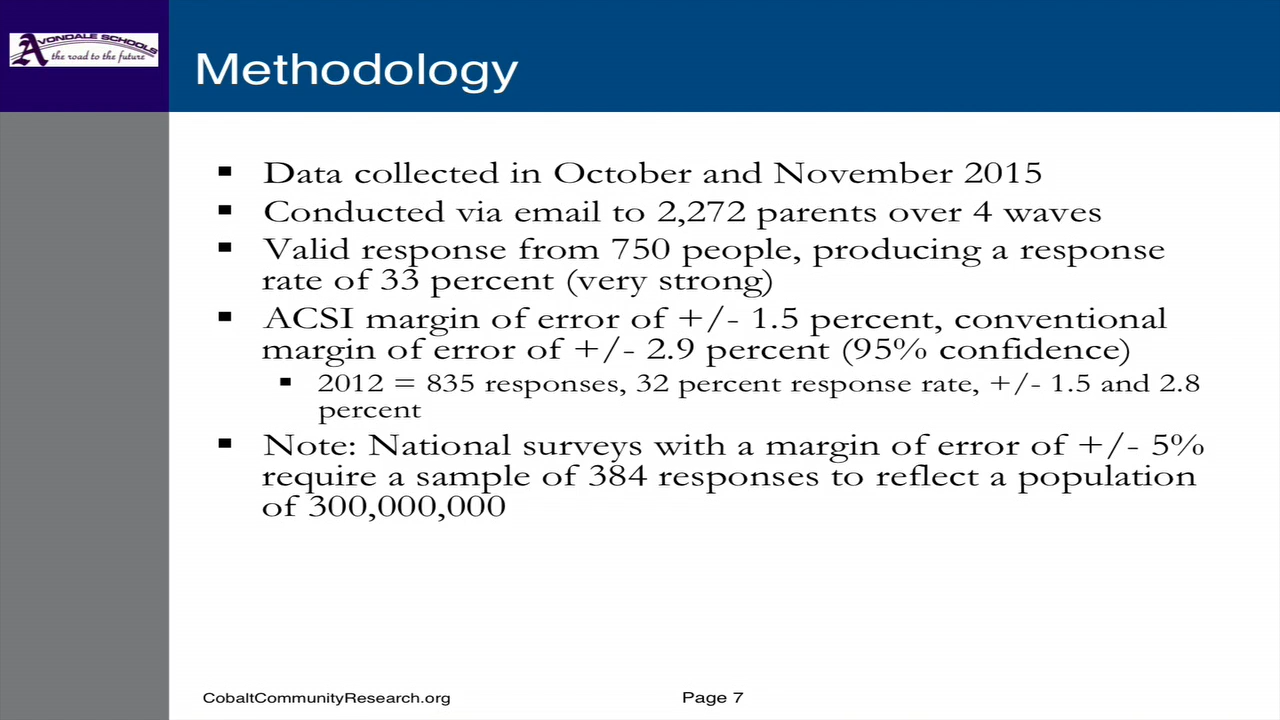 AVONDALE SCHOOLS
the road to the future
Methodology
▪ Data collected in October and November 2015
▪ Conducted via email to 2,272 parents over 4 waves
▪ Valid response from 750 people, producing a response
rate of 33 percent (very strong)
▪ ACSI margin of error of +/- 1.5 percent, conventional
margin of error of +/- 2.9 percent (95% confidence)
▪ 2012 = 835 responses, 32 percent response rate, +/- 1.5 and 2.8
percent
▪ Note: National surveys with a margin of error of +/- 5%
require a sample of 384 responses to reflect a population
of 300,000,000
CobaltCommunityResearch.org
Page 7